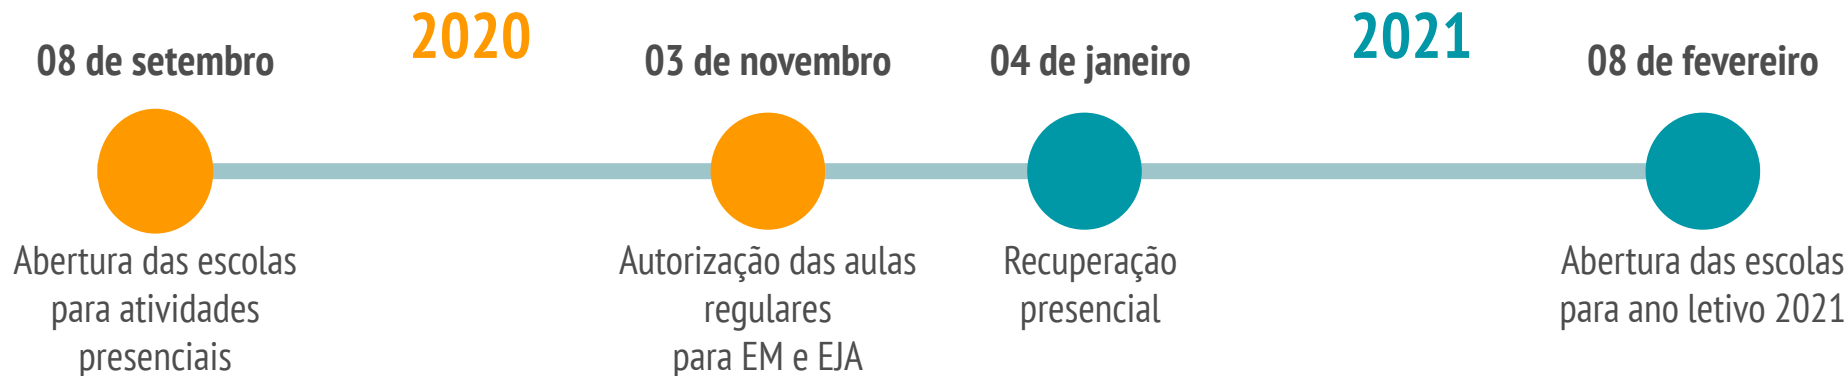 2020
2021
08 de setembro
03 de novembro
04 de janeiro
08 de fevereiro
Abertura das escolas
para atividades
presenciais
Autorização das aulas
regulares
para EM e EJA
Recuperação
presencial
Abertura das escolas
para ano letivo 2021